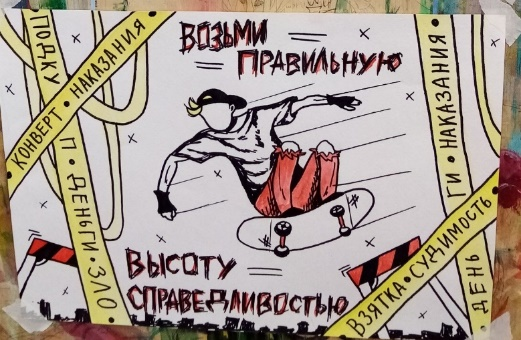 ВОЗЬМИ
ПРАВИЛЬНУЮ
ВЫСОТУ
СПРАВЕДЛИВОСТЬЮ
КОНВЕРТ • НАКАЗАНИЯ
ПОДКУ
П • ДЕНЬГИ • ЗЛО
ГИ • НАКАЗАНИЯ •
ВЗЯТКА • СУДИМОСТЬ •
ДЕНЬ